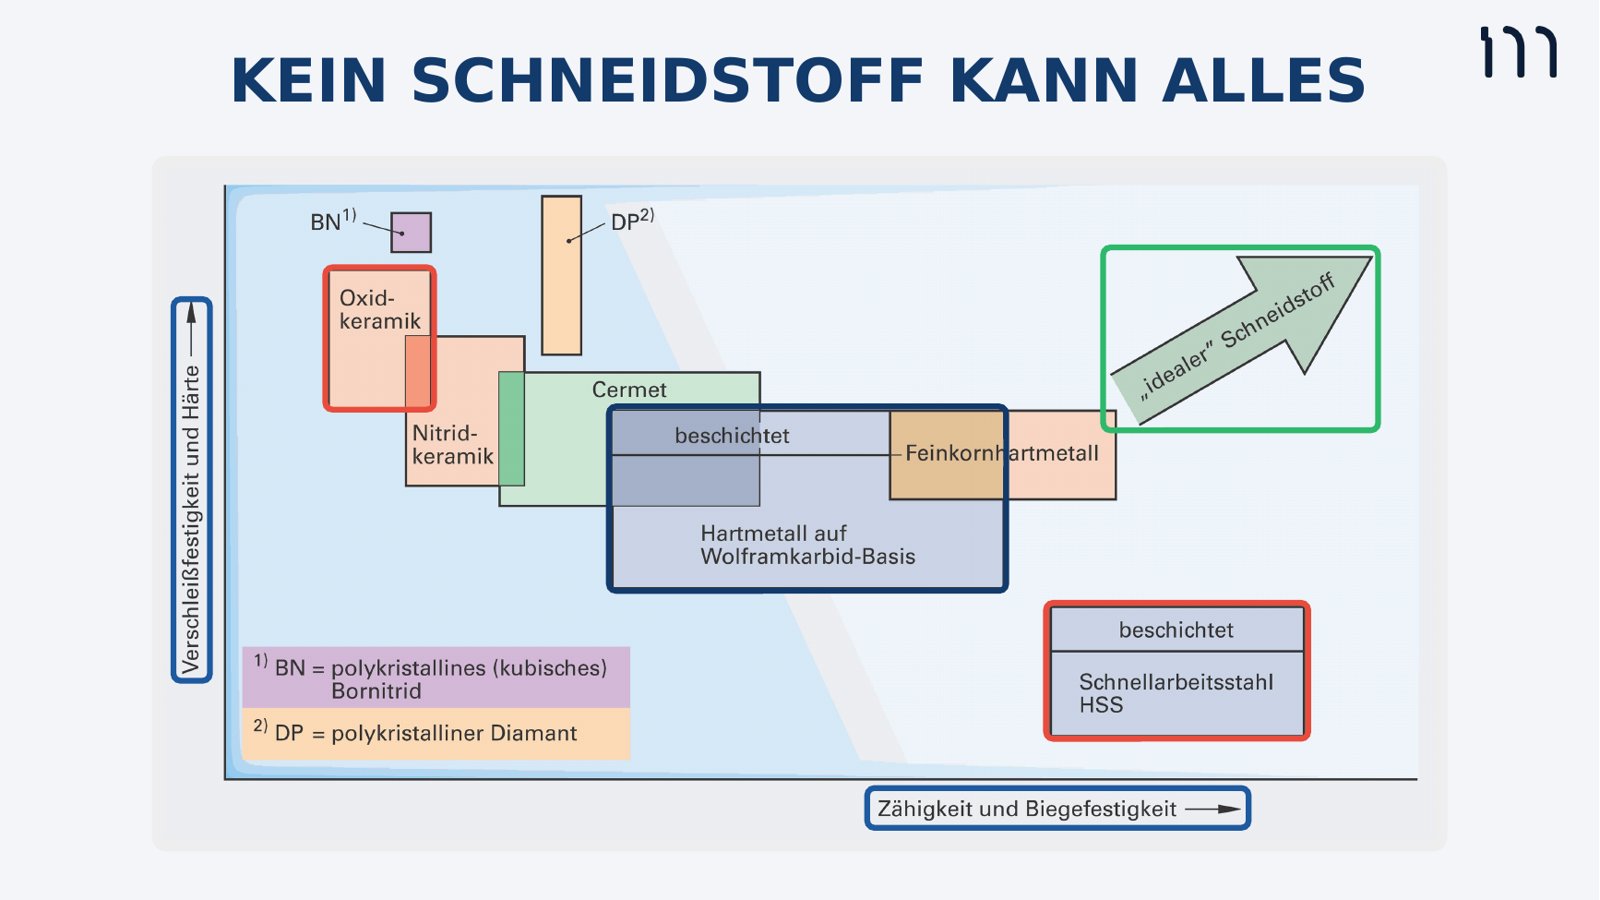 KEIN SCHNEIDSTOFF KANN ALLES
m
BN1)
DP2)
Oxid-
keramik
Nitrid-
keramik
Cermet
beschichtet
Feinkornhartmetall
Hartmetall auf
Wolframkarbid-Basis
„idealer” Schneidstoff
beschichtet
Schnellarbeitsstahl
HSS
1) BN = polykristallines (kubisches)
Bornitrid
2) DP = polykristalliner Diamant
Verschleißfestigkeit und Härte
Zähigkeit und Biegefestigkeit